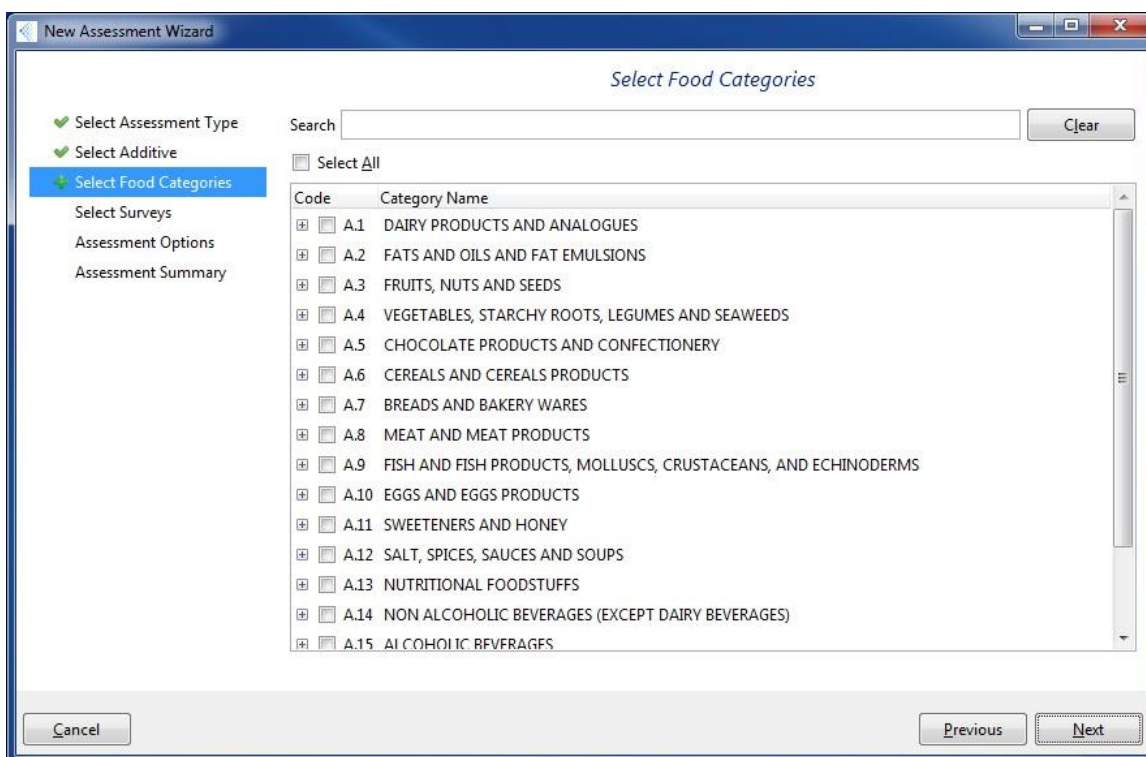 New Assessment Wizard
Select Food Categories
Select Assessment Type
Select Additive
Select Food Categories
Select Surveys
Assessment Options
Assessment Summary
Search
Clear
Select All
Code Category Name
A.1 DAIRY PRODUCTS AND ANALOGUES
A.2 FATS AND OILS AND FAT EMULSIONS
A.3 FRUITS, NUTS AND SEEDS
A.4 VEGETABLES, STARCHY ROOTS, LEGUMES AND SEAWEEDS
A.5 CHOCOLATE PRODUCTS AND CONFECTIONERY
A.6 CEREALS AND CEREALS PRODUCTS
A.7 BREADS AND BAKERY WARES
A.8 MEAT AND MEAT PRODUCTS
A.9 FISH AND FISH PRODUCTS, MOLLUSCS, CRUSTACEANS, AND ECHINODERMS
A.10 EGGS AND EGGS PRODUCTS
A.11 SWEETENERS AND HONEY
A.12 SALT, SPICES, SAUCES AND SOUPS
A.13 NUTRITIONAL FOODSTUFFS
A.14 NON ALCOHOLIC BEVERAGES (EXCEPT DAIRY BEVERAGES)
A.15 ALCOHOLIC BEVERAGES
Cancel
Previous
Next